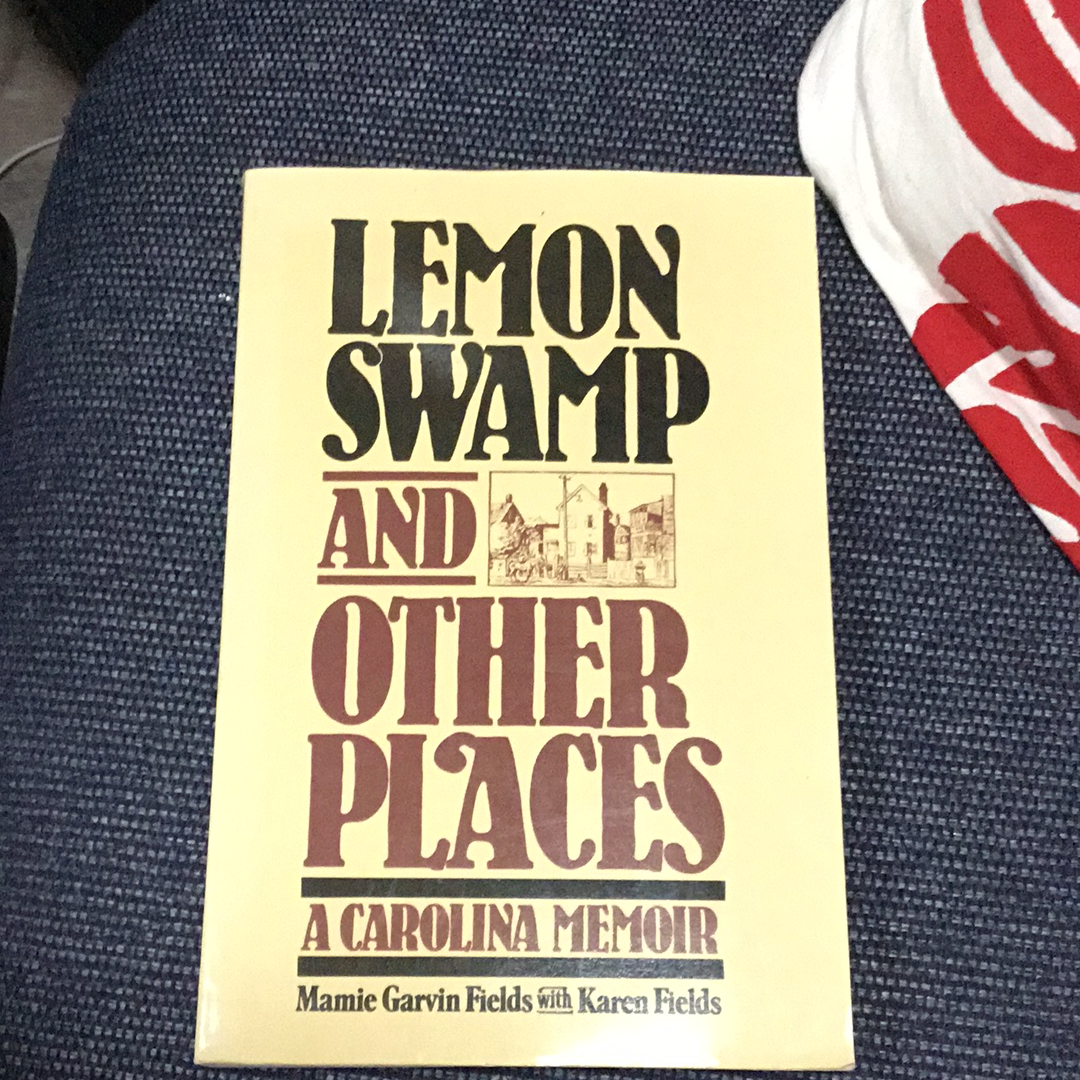 LEMON
SWAMP
AND
OTHER
PLACES
A CAROLINA MEMOIR
Mamie Garvin Fields with Karen Fields